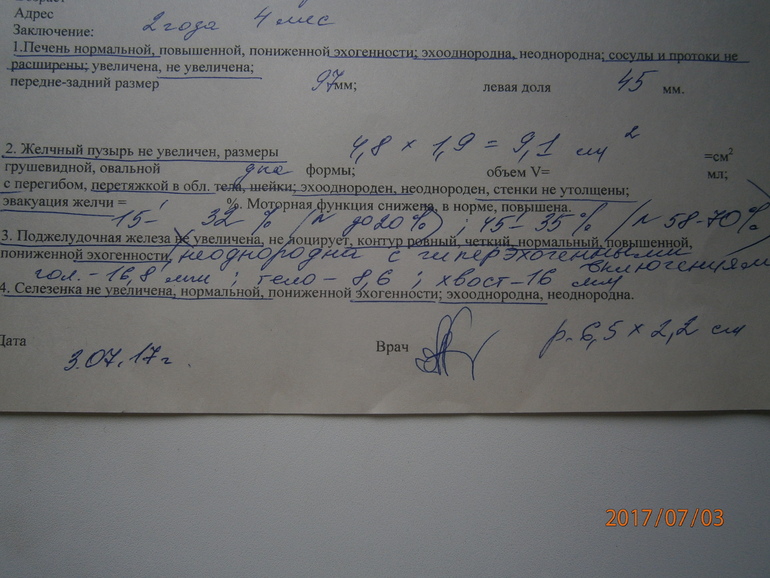 Адрес
2 года 4 мес
Заключение:
1.Печень нормальной, повышенной, пониженной эхогенности; эхооднородна, неоднородна; сосуды и протоки не
расширены; увеличена, не увеличена;
передне-задний размер 97 мм; левая доля 45 мм.
2. Желчный пузырь не увеличен, размеры 4,8 × 1,9 = 9,1 см 2 =см2
грушевидной, овальной формы; объем V= мл;
с перегибом, перетяжкой в обл. тела, шейки; эхооднороден, неоднороден, стенки не утолщены;
эвакуация желчи = %. Моторная функция снижена, в норме, повышена.
15-' 32% (N до 20%) ; 45- 35% (N 58-70%)
3. Поджелудочная железа не увеличена, не лоцирует, контур ровный, четкий, нормальный, повышенной,
пониженной эхогенности, неоднородна с гиперэхогенными включениями
гол.-16,8 мм ; тело - 8,6 ; хвост-16 мм
4. Селезенка не увеличена, нормальной, пониженной эхогенности; эхооднородна, неоднородна.
р-6,5 × 2,2 см
Дата 3.07.17 г. Врач
2017/07/03